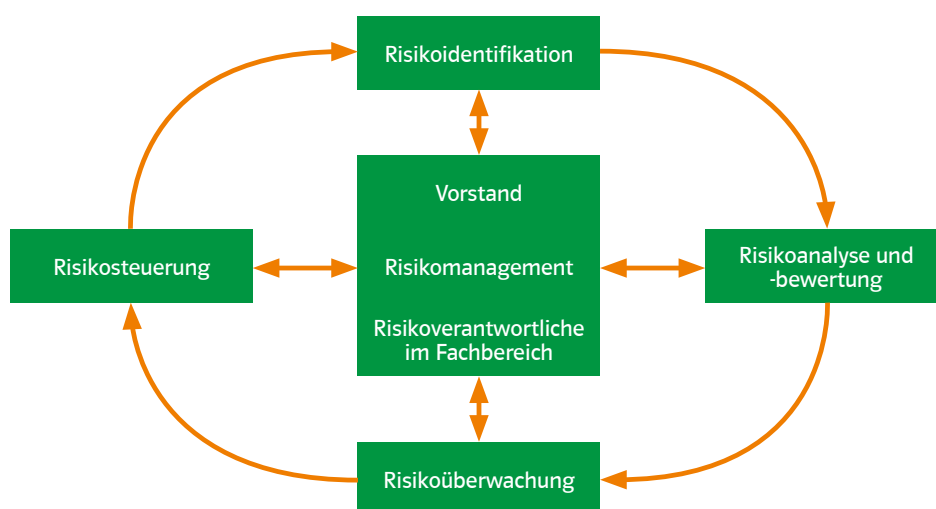 Risikoidentifikation
Vorstand
Risikosteuerung
Risikomanagement
Risikoanalyse und
-bewertung
Risikoverantwortliche
im Fachbereich
Risikoüberwachung